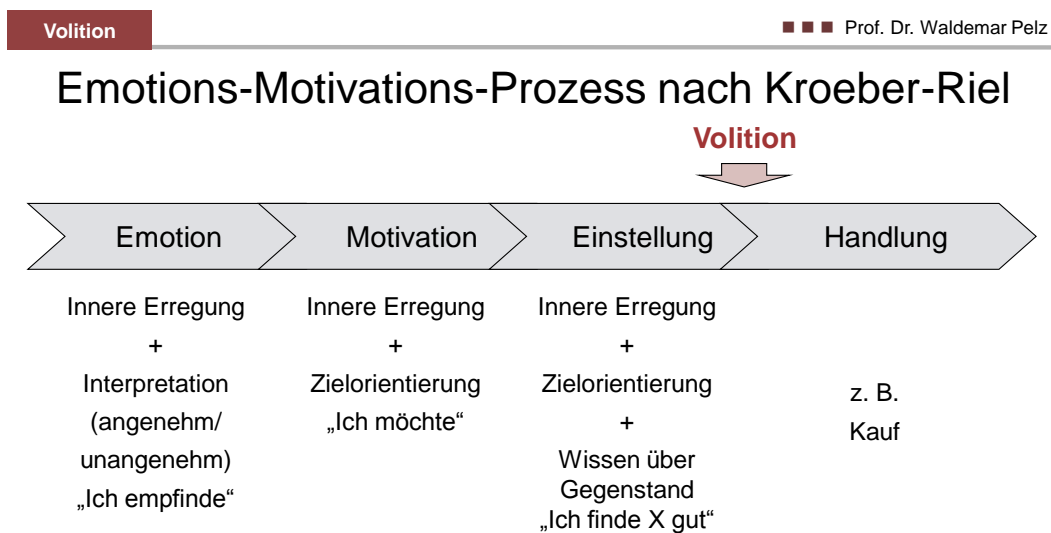 Volition
Prof. Dr. Waldemar Pelz
Emotions-Motivations-Prozess nach Kroeber-Riel
Volition
Emotion
Motivation
Einstellung
Handlung
Innere Erregung
+
Interpretation
(angenehm/
unangenehm)
„Ich empfinde“
Innere Erregung
+
Zielorientierung
„Ich möchte“
Innere Erregung
+
Zielorientierung
+
Wissen über
Gegenstand
„Ich finde X gut“
z. B.
Kauf